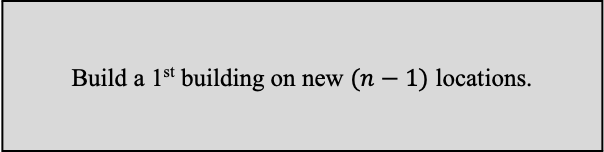 Build a 1st building on new (n − 1) locations.